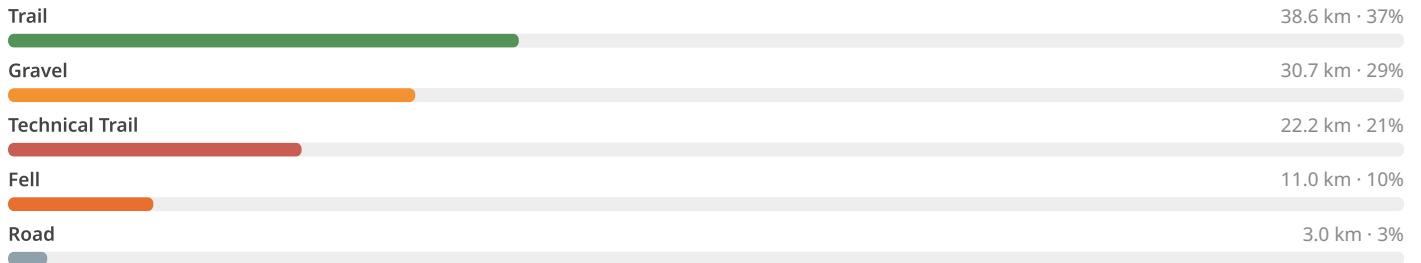 Trail 38.6 km · 37%
Gravel 30.7 km · 29%
Technical Trail 22.2 km · 21%
Fell 11.0 km · 10%
Road 3.0 km · 3%